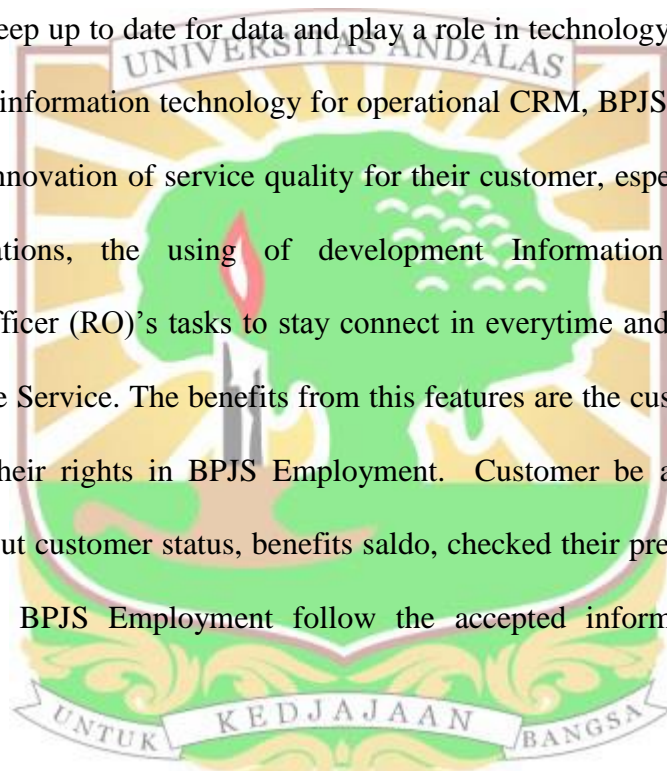 eep up to date for data and play a role in technology
UNIVERSITAS ANDALAS
information technology for operational CRM, BPJS
nnovation of service quality for their customer, espe
ations, the using of development Information
fficer (RO)'s tasks to stay connect in everytime and
e Service. The benefits from this features are the cus
heir rights in BPJS Employment. Customer be a
ut customer status, benefits saldo, checked their pre
BPJS Employment follow the accepted inform
UNTUK KEDJAJAAN BANGSA